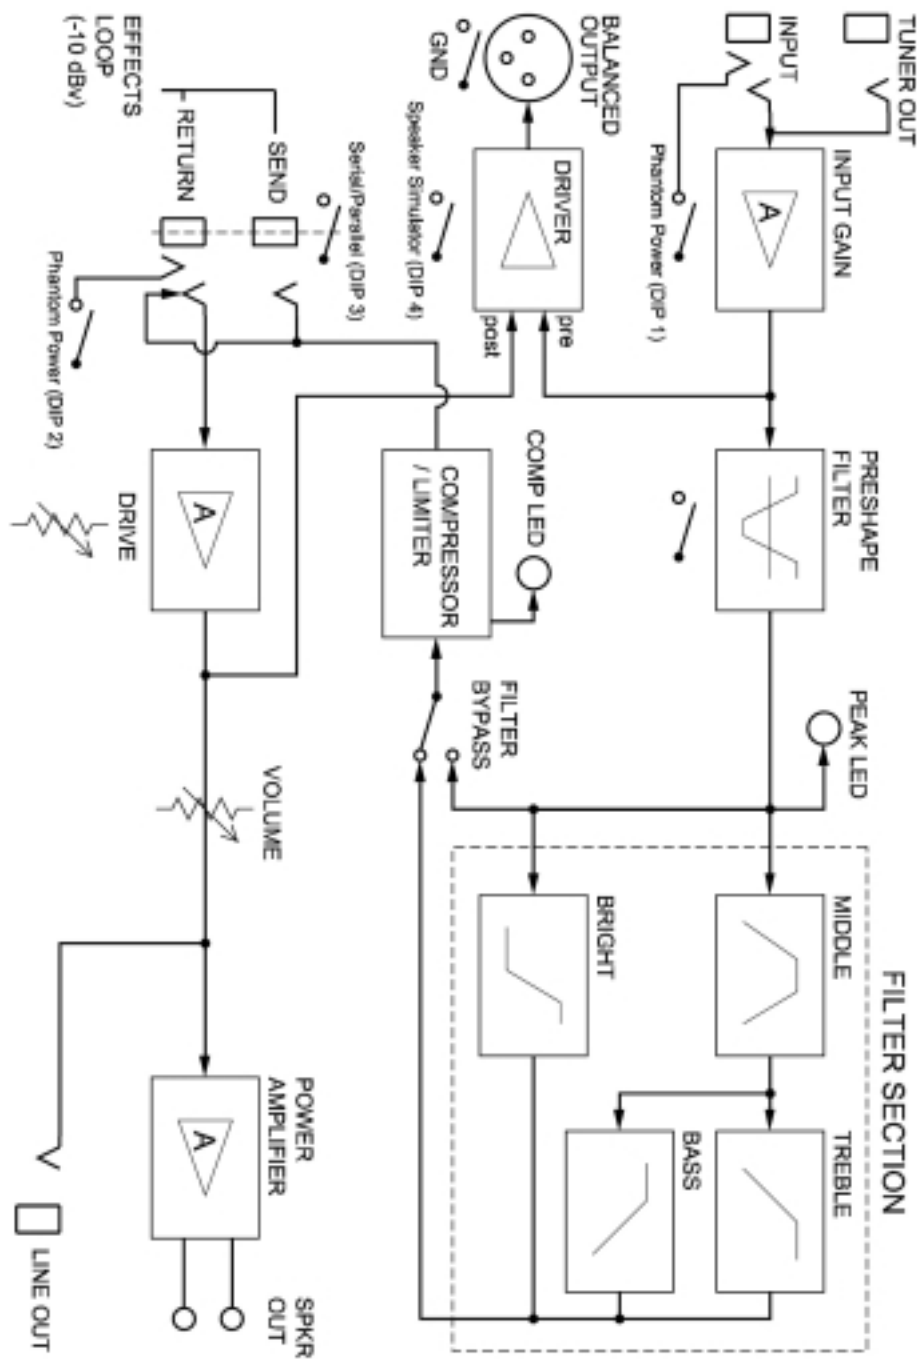 TUNER OUT
INPUT
INPUT GAIN
A
Phantom Power (DIP 1)
PRESHAPE
FILTER
PEAK LED
FILTER SECTION
MIDDLE
TREBLE
BASS
BRIGHT
BALANCED
OUTPUT
GND
DRIVER
pre
post
Speaker Simulator (DIP 4)
COMP LED
COMPRESSOR
/ LIMITER
FILTER
BYPASS
Serial/Parallel (DIP 3)
EFFECTS
LOOP
(-10 dBv)
SEND
RETURN
Phantom Power (DIP 2)
A
DRIVE
VOLUME
POWER
AMPLIFIER
A
SPKR
OUT
LINE OUT